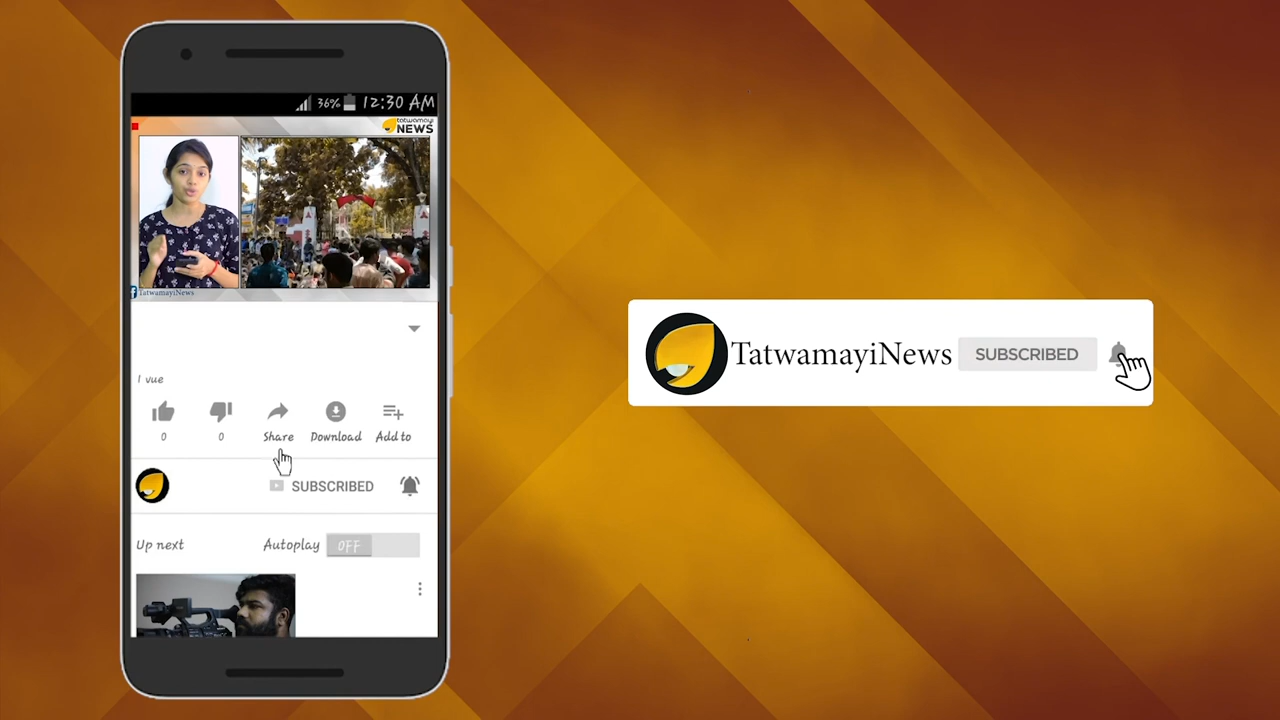 36% 12:30 AM
tatwamayi
NEWS
TatwamayiNews
1 vue
0 0 Share Download Add to
SUBSCRIBED
Up next Autoplay OFF
TatwamayiNews SUBSCRIBED